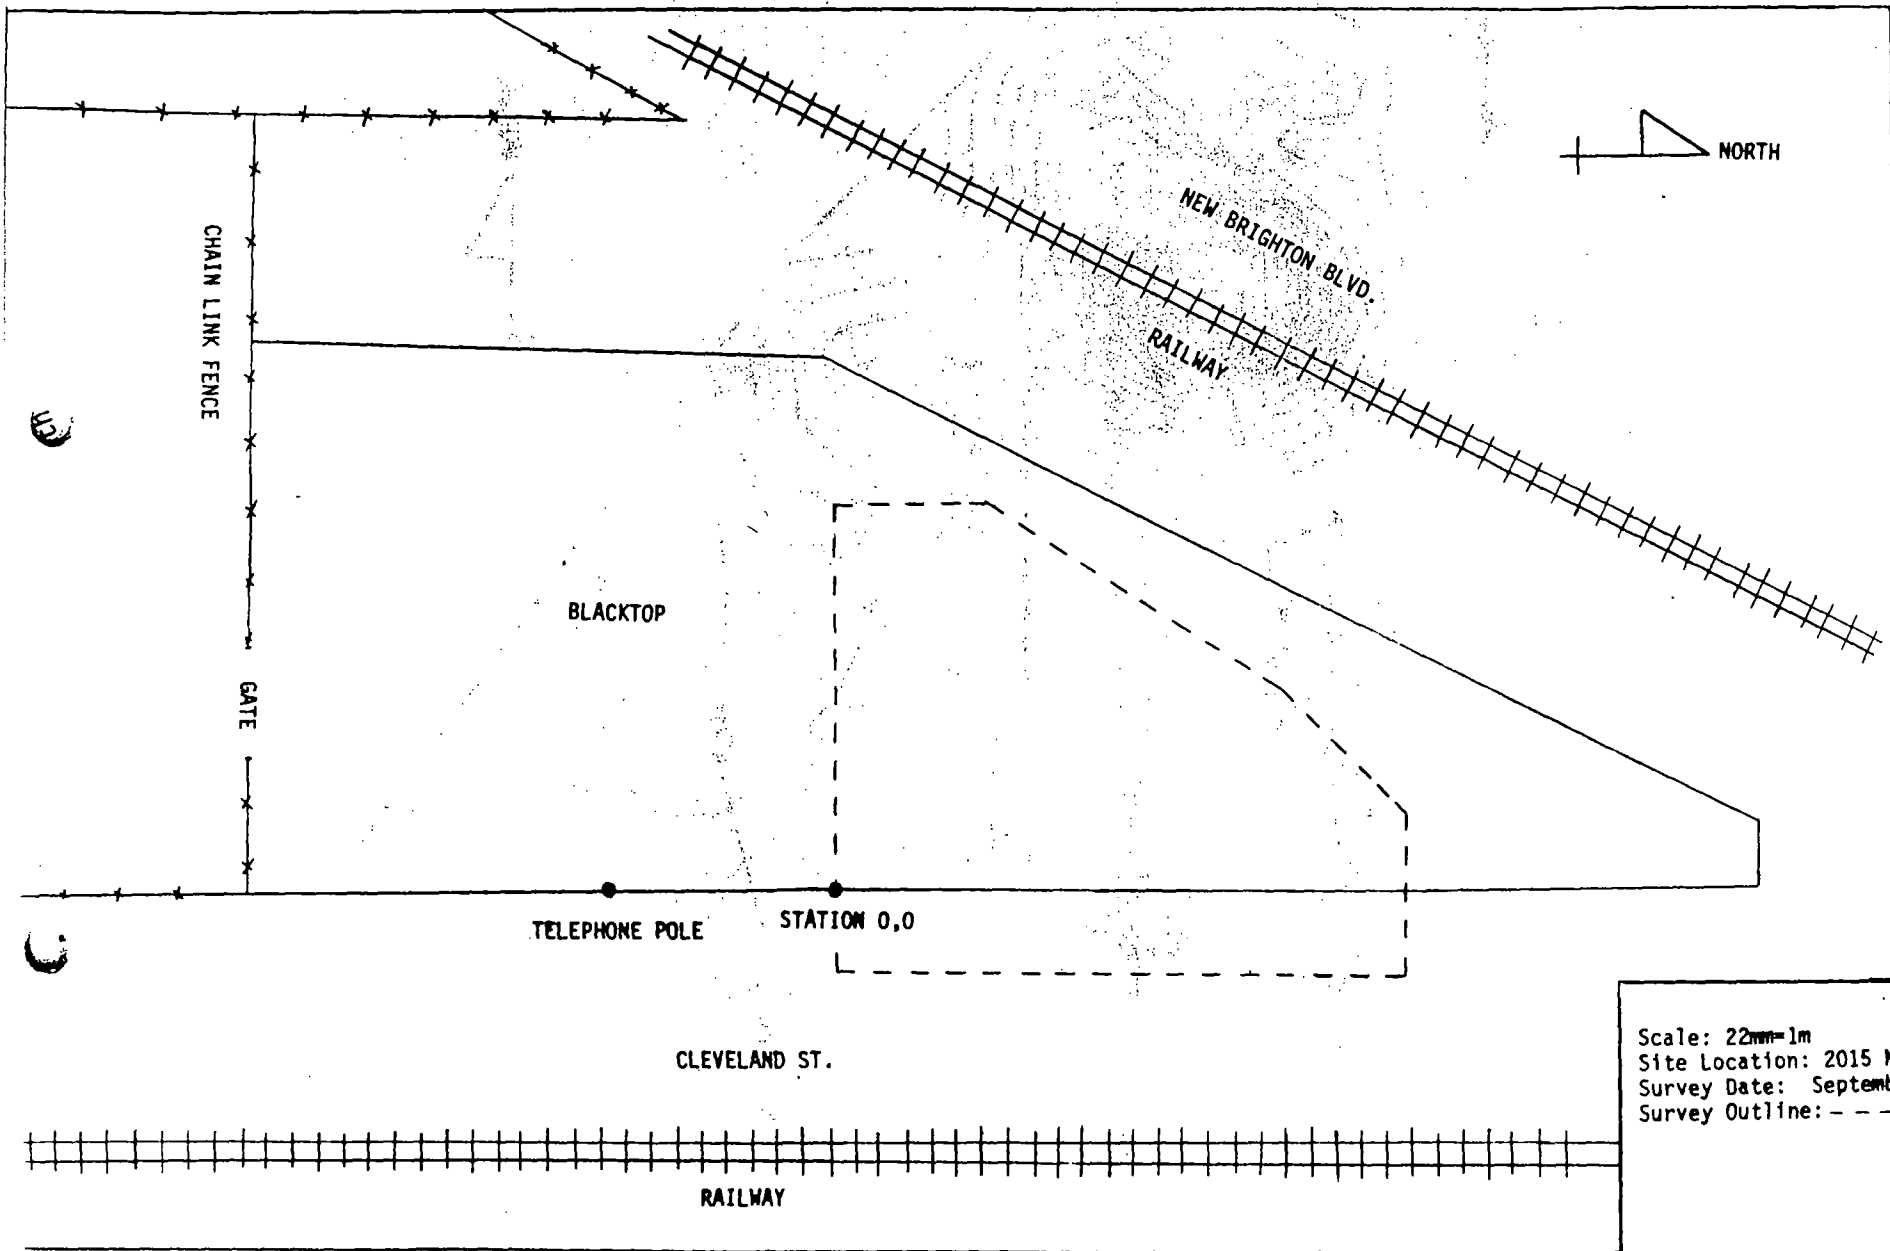 NORTH
NEW BRIGHTON BLVD.
RAILWAY
CHAIN LINK FENCE
BLACKTOP
GATE
TELEPHONE POLE
STATION 0,0
CLEVELAND ST.
RAILWAY
Scale: 22mm=1m
Site Location: 2015
Survey Date: Septemb
Survey Outline: - - -